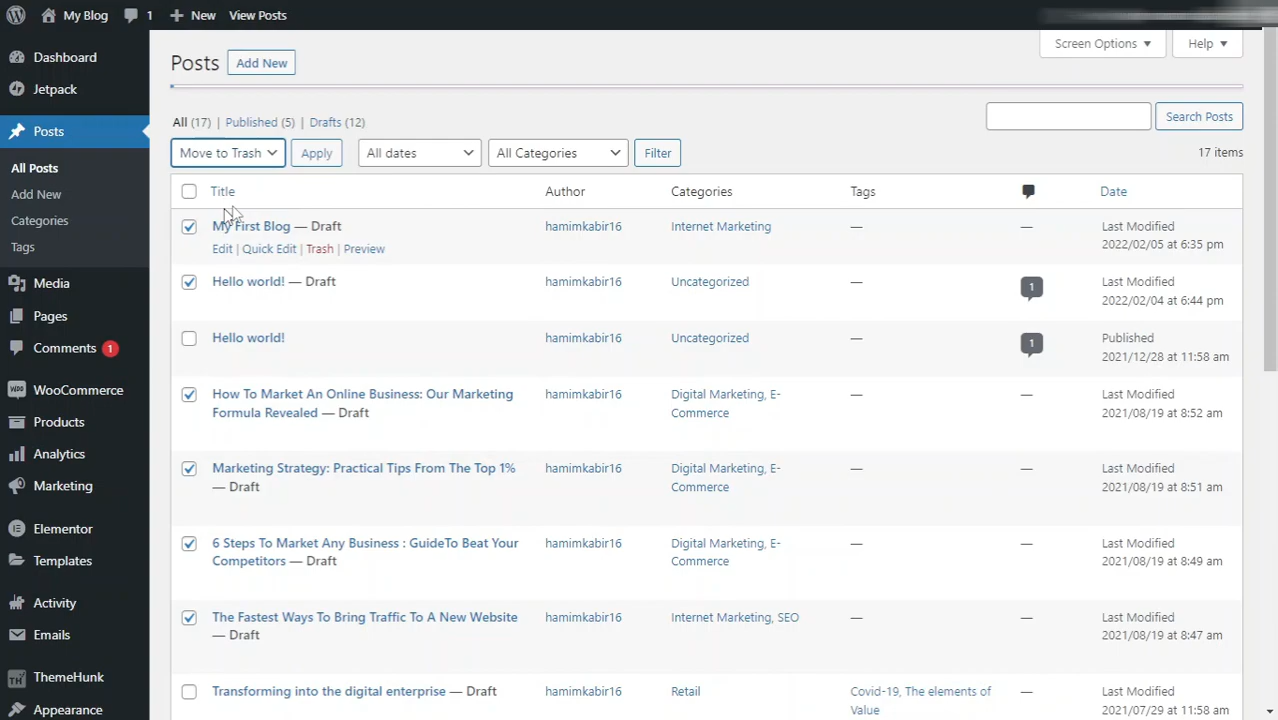 My Blog 1 New View Posts
Screen Options Help
Dashboard
Jetpack
Posts
All Posts
Add New
Categories
Tags
Media
Pages
Comments 1
WooCommerce
Products
Analytics
Marketing
Elementor
Templates
Activity
Emails
ThemeHunk
Appearance
Posts Add New
All (17) | Published (5) | Drafts (12)
Search Posts
Move to Trash Apply All dates All Categories Filter 17 items
Title Author Categories Tags Date
My First Blog — Draft hamimkabir16 Internet Marketing — — Last Modified
Edit | Quick Edit | Trash | Preview 2022/02/05 at 6:35 pm
Hello world! — Draft hamimkabir16 Uncategorized — 1 Last Modified
2022/02/04 at 6:44 pm
Hello world! hamimkabir16 Uncategorized — 1 Published
2021/12/28 at 11:58 am
How To Market An Online Business: Our Marketing hamimkabir16 Digital Marketing, E- — — Last Modified
Formula Revealed — Draft Commerce 2021/08/19 at 8:52 am
Marketing Strategy: Practical Tips From The Top 1% hamimkabir16 Digital Marketing, E- — — Last Modified
— Draft Commerce 2021/08/19 at 8:51 am
6 Steps To Market Any Business : GuideTo Beat Your hamimkabir16 Digital Marketing, E- — — Last Modified
Competitors — Draft Commerce 2021/08/19 at 8:49 am
The Fastest Ways To Bring Traffic To A New Website hamimkabir16 Internet Marketing, SEO — — Last Modified
— Draft 2021/08/19 at 8:47 am
Transforming into the digital enterprise — Draft hamimkabir16 Retail Covid-19, The elements of — Last Modified
Value 2021/07/29 at 11:58 am